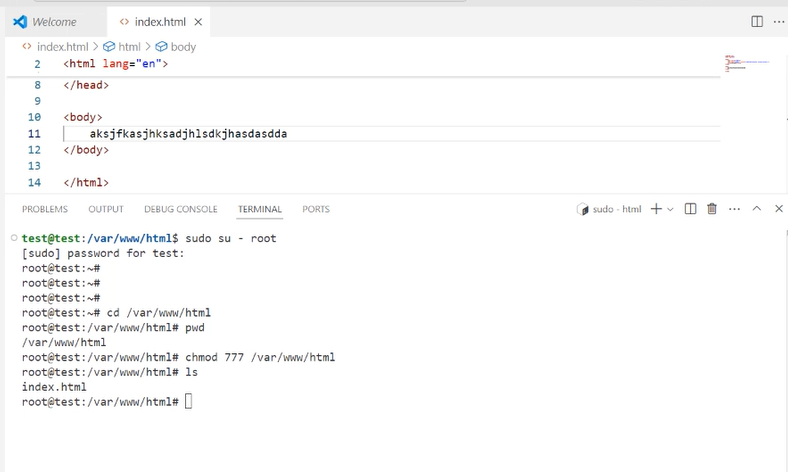 Welcome
index.html
index.html > html > body
2 <html lang="en">
8 </head>
9
10 <body>
11 aksjfkasjhksadjhlsdkjhasdasdda
12 </body>
13
14 </html>
PROBLEMS OUTPUT DEBUG CONSOLE TERMINAL PORTS sudo - html
test@test:/var/www/html$ sudo su - root
[sudo] password for test:
root@test:~#
root@test:~#
root@test:~#
root@test:~# cd /var/www/html
root@test:/var/www/html# pwd
/var/www/html
root@test:/var/www/html# chmod 777 /var/www/html
root@test:/var/www/html# ls
index.html
root@test:/var/www/html#